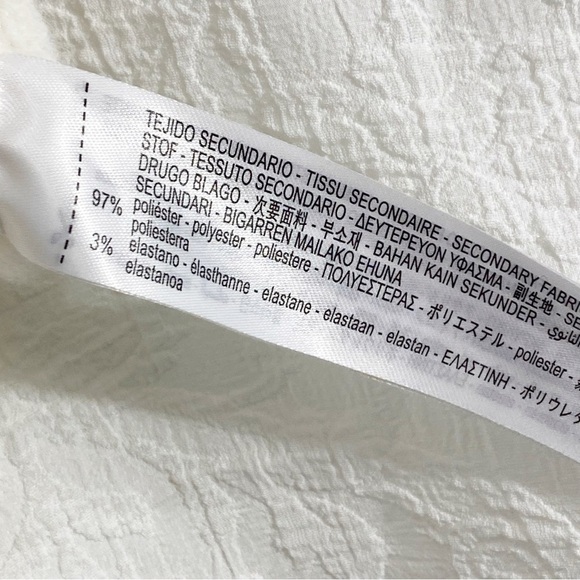 TEJIDO SECUNDARIO - TISSU SECONDAIRE - SECONDARY FABRI
STOF - TESSUTO SECONDARIO - ΔΕΥΤΕΡΕΥΟΝ ΥΦΑΣΜΑ - 副生地 - SE
DRUGO BLAGO - 次要面料 - 부소재 - BAHAN KAIN SEKUNDER -
SECUNDARI - BIGARREN MAILAKO EHUNA
97% poliéster - polyester - poliestere - ΠΟΛΥΕΣΤΕΡΑΣ - ポリエステル - poliester -
poliesterra
3% elastano - élasthanne - elastane - elastaan - elastan - ΕΛΑΣΤΙΝΗ - ポリウレタ
elastanoa